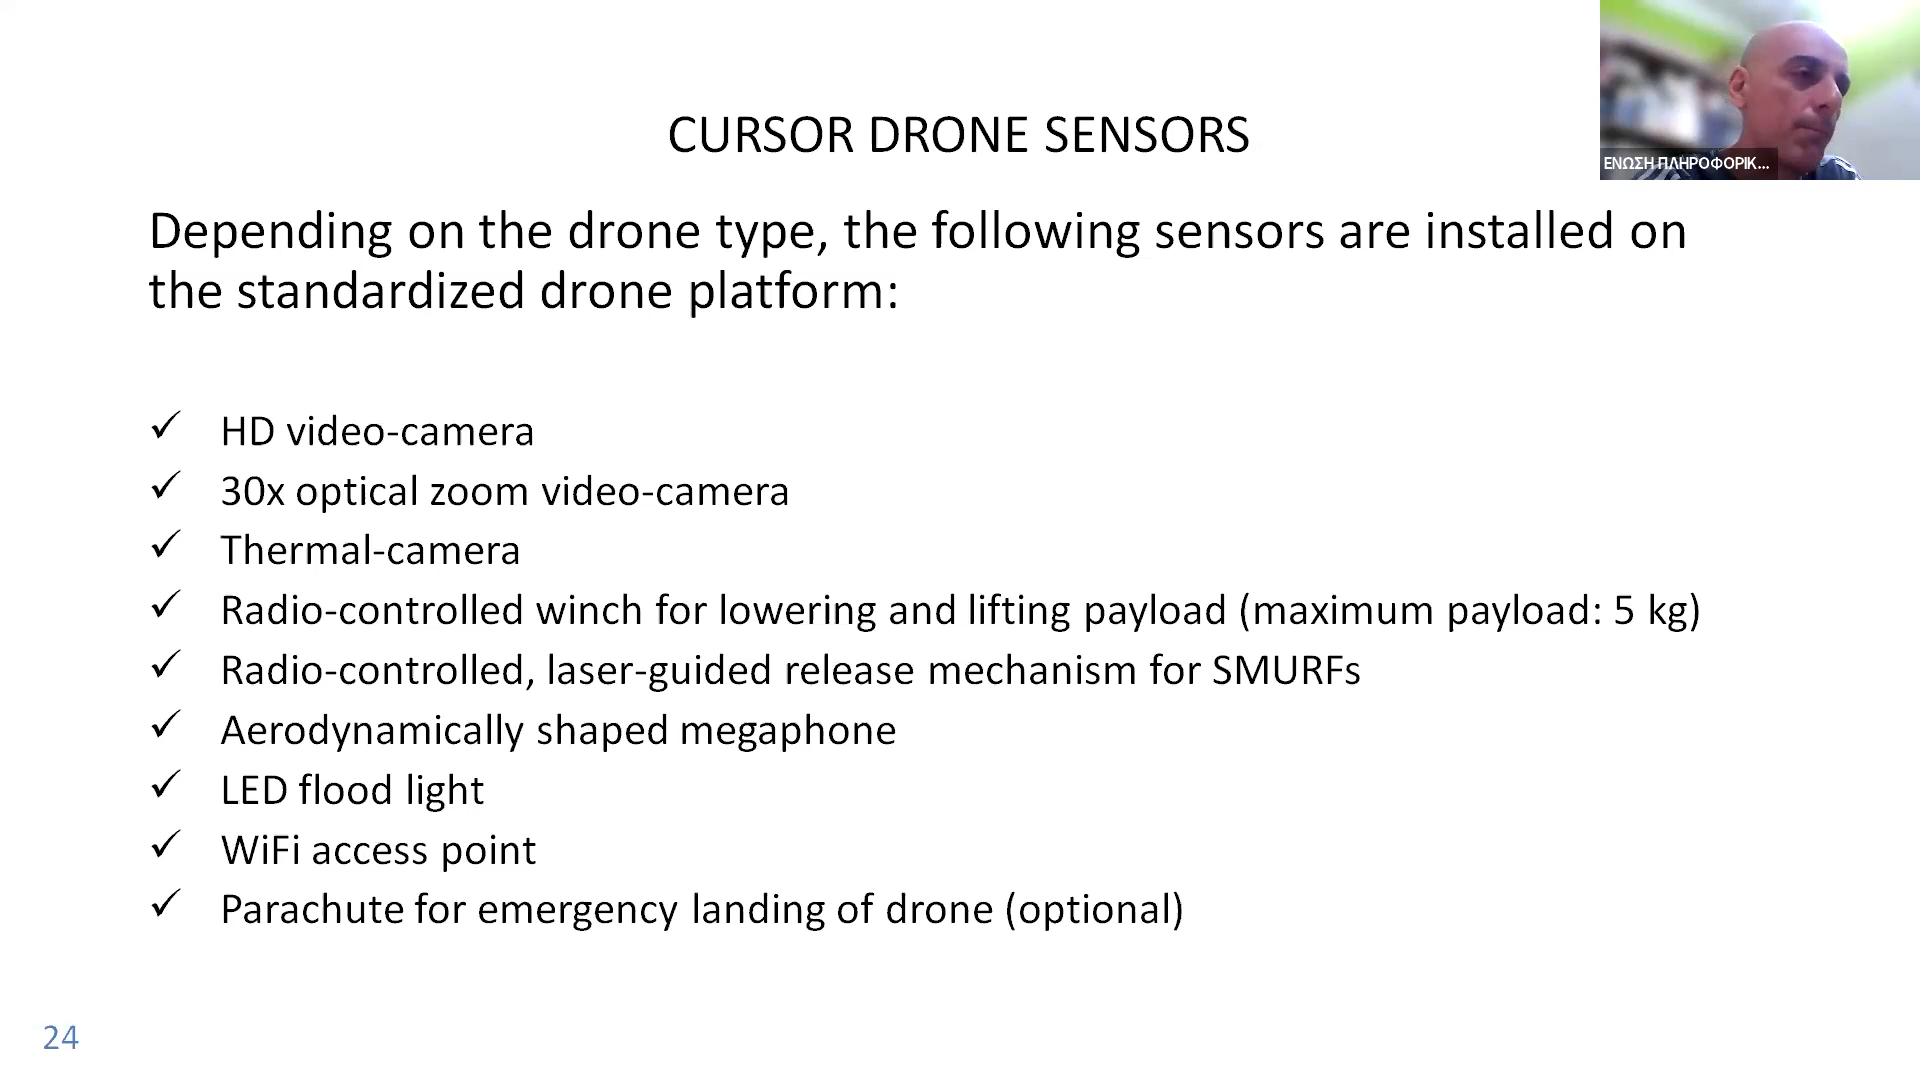 CURSOR DRONE SENSORS
ΕΝΩΣΗ ΠΛΗΡΟΦΟΡΙΚ...
Depending on the drone type, the following sensors are installed on
the standardized drone platform:
✓ HD video-camera
✓ 30x optical zoom video-camera
✓ Thermal-camera
✓ Radio-controlled winch for lowering and lifting payload (maximum payload: 5 kg)
✓ Radio-controlled, laser-guided release mechanism for SMURFs
✓ Aerodynamically shaped megaphone
✓ LED flood light
✓ WiFi access point
✓ Parachute for emergency landing of drone (optional)
24